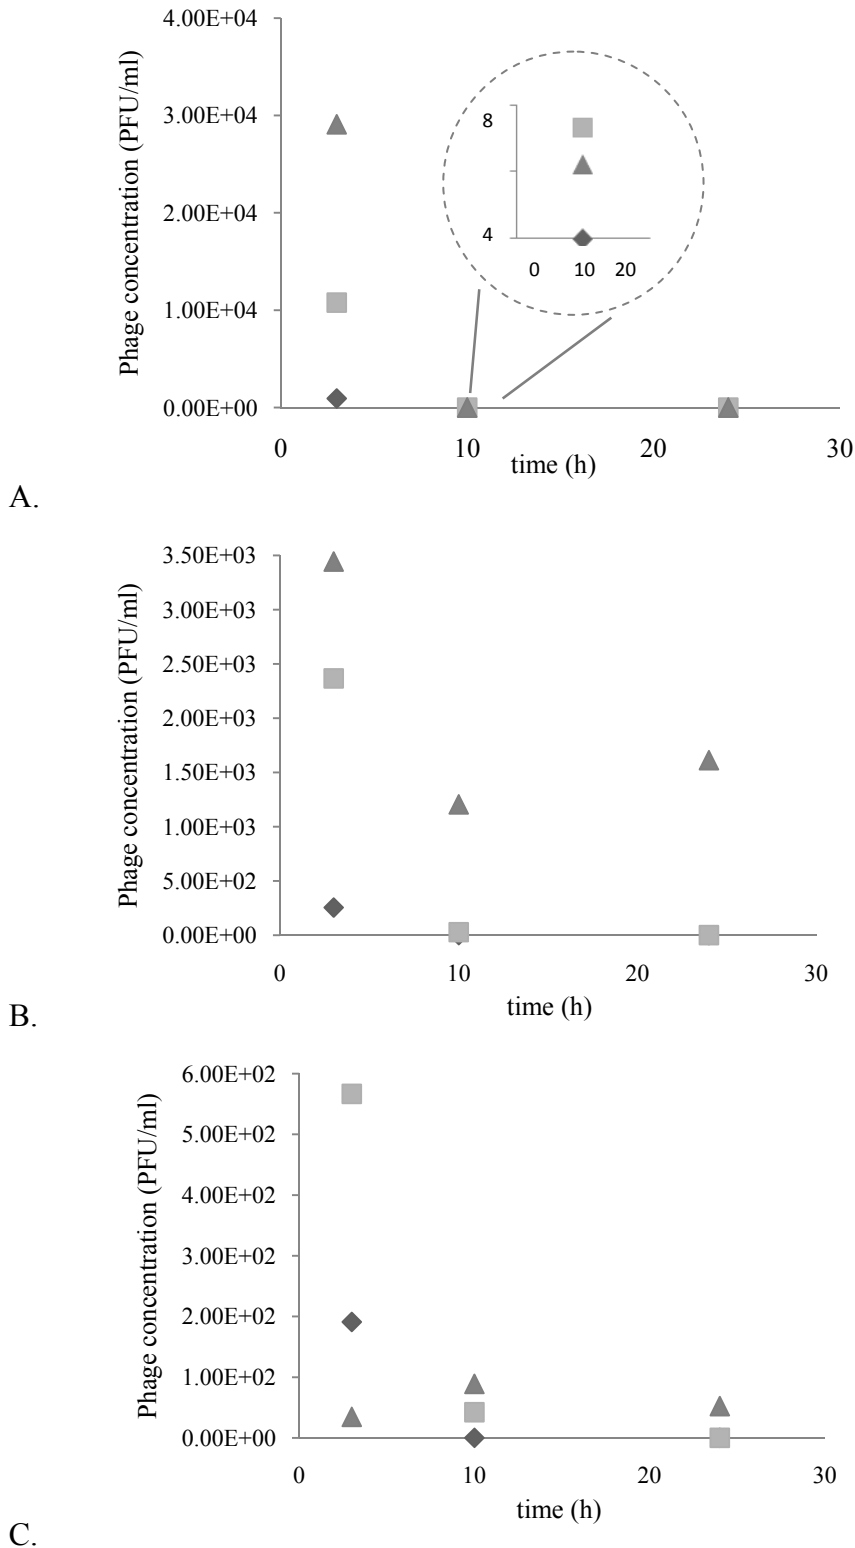 4.00E+04
3.00E+04
2.00E+04
1.00E+04
0.00E+00
Phage concentration (PFU/ml)
8
4
0 10 20
0 10 20 30
time (h)
A.
3.50E+03
3.00E+03
2.50E+03
2.00E+03
1.50E+03
1.00E+03
5.00E+02
0.00E+00
Phage concentration (PFU/ml)
0 10 20 30
time (h)
B.
6.00E+02
5.00E+02
4.00E+02
3.00E+02
2.00E+02
1.00E+02
0.00E+00
Phage concentration (PFU/ml)
0 10 20 30
time (h)
C.